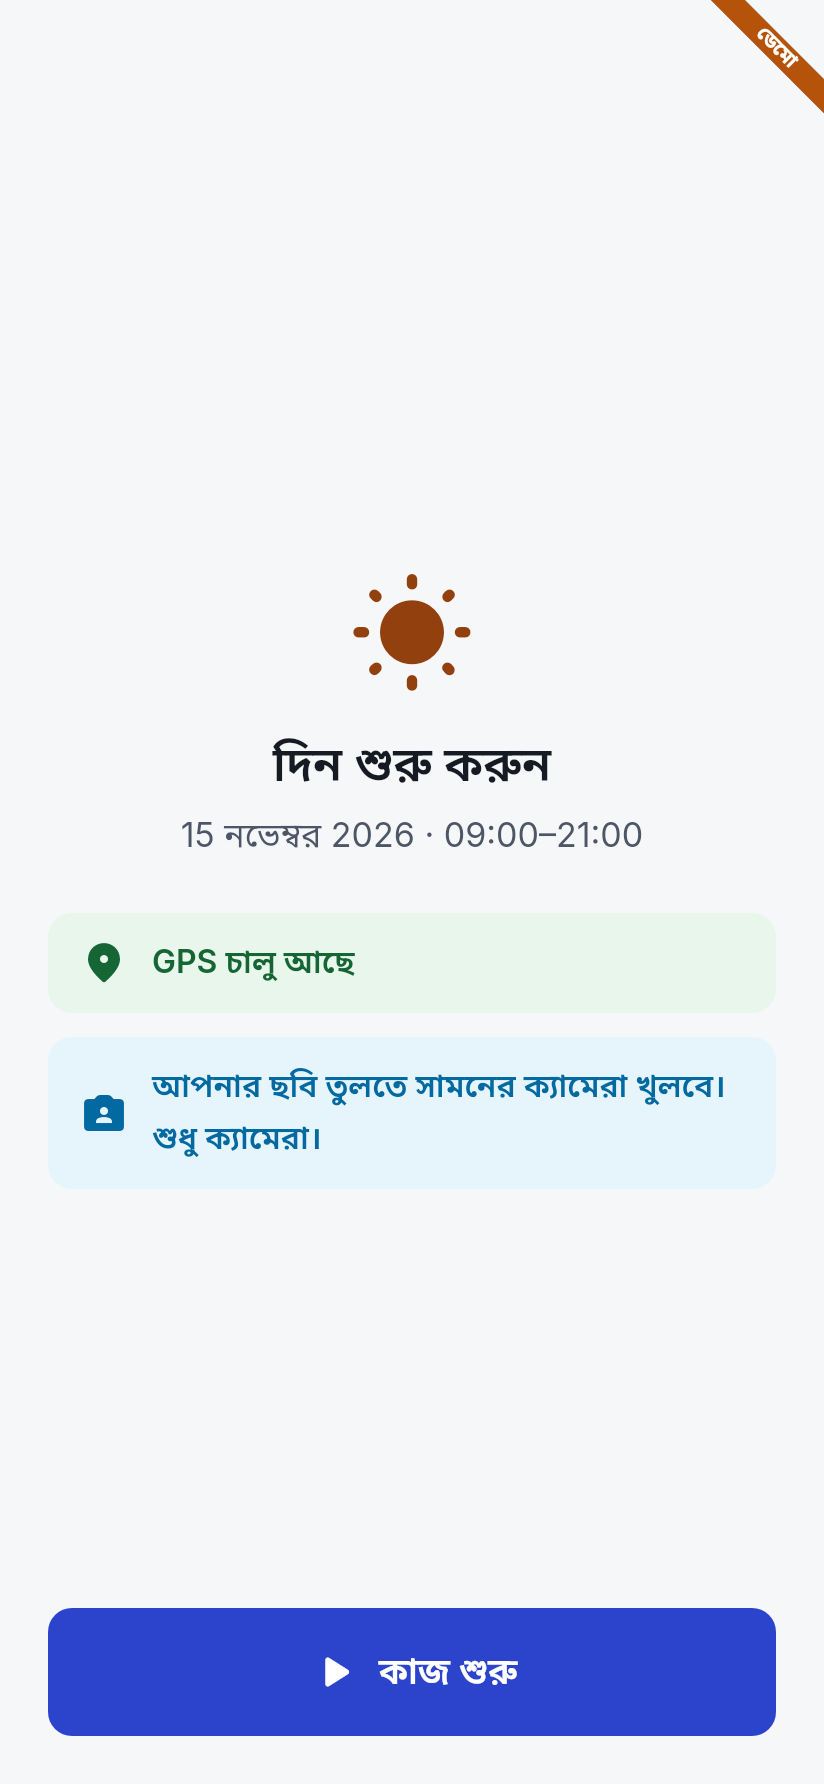 ডেমো
দিন শুরু করুন
15 নভেম্বর 2026 · 09:00–21:00
GPS চালু আছে
আপনার ছবি তুলতে সামনের ক্যামেরা খুলবে।
শুধু ক্যামেরা।
কাজ শুরু